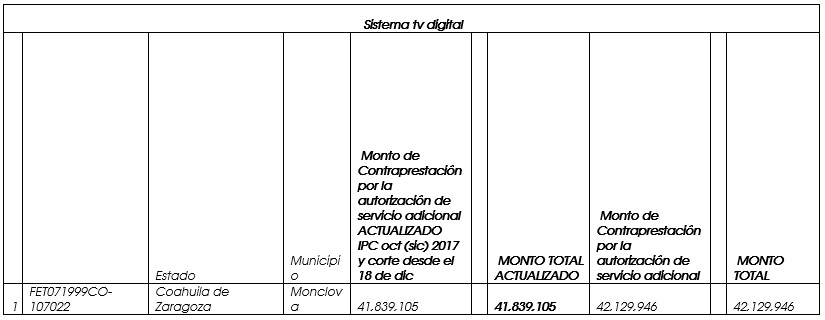 Sistema tv digital
Estado
Municipi
o
Monto de
Contraprestación
por la
autorización de
servicio adicional
ACTUALIZADO
IPC oct (sic) 2017
y corte desde el
18 de dic
MONTO TOTAL
ACTUALIZADO
Monto de
Contraprestación
por la
autorización de
servicio adicional
MONTO
TOTAL
1
FET071999CO-
107022
Coahuila de
Zaragoza
Monclov
a
41,839.105
41,839.105
42,129.946
42,129.946